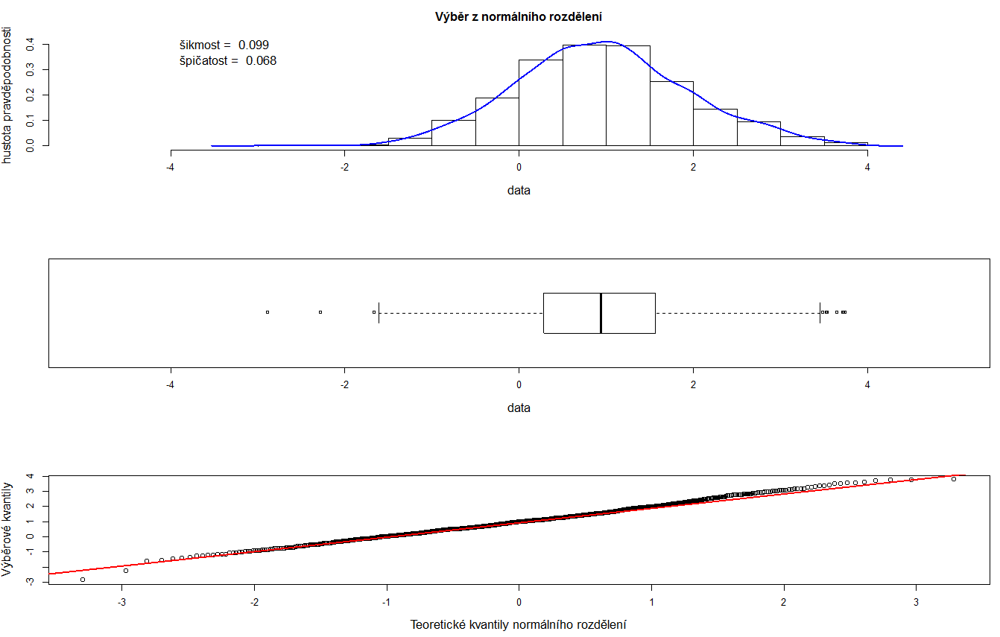 Výběr z normálního rozdělení
šikmost = 0.099
špičatost = 0.068
hustota pravděpodobnosti
0.4
0.3
0.2
0.1
0.0
-4 -2 0 2 4
data
-4 -2 0 2 4
data
Výběrové kvantily
4
3
2
1
0
-1
-3
-3 -2 -1 0 1 2 3
Teoretické kvantily normálního rozdělení